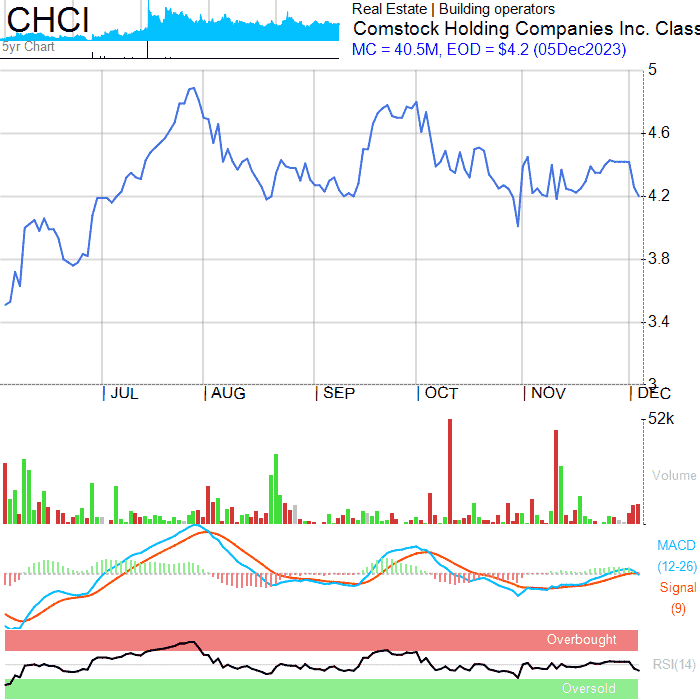 CHCI
5yr Chart
Real Estate | Building operators
Comstock Holding Companies Inc. Class
MC = 40.5M, EOD = $4.2 (05Dec2023)
5
4.6
4.2
3.8
3.4
3
JUL AUG SEP OCT NOV DEC
52k
Volume
MACD
(12-26)
Signal
(9)
Overbought
RSI(14)
Oversold